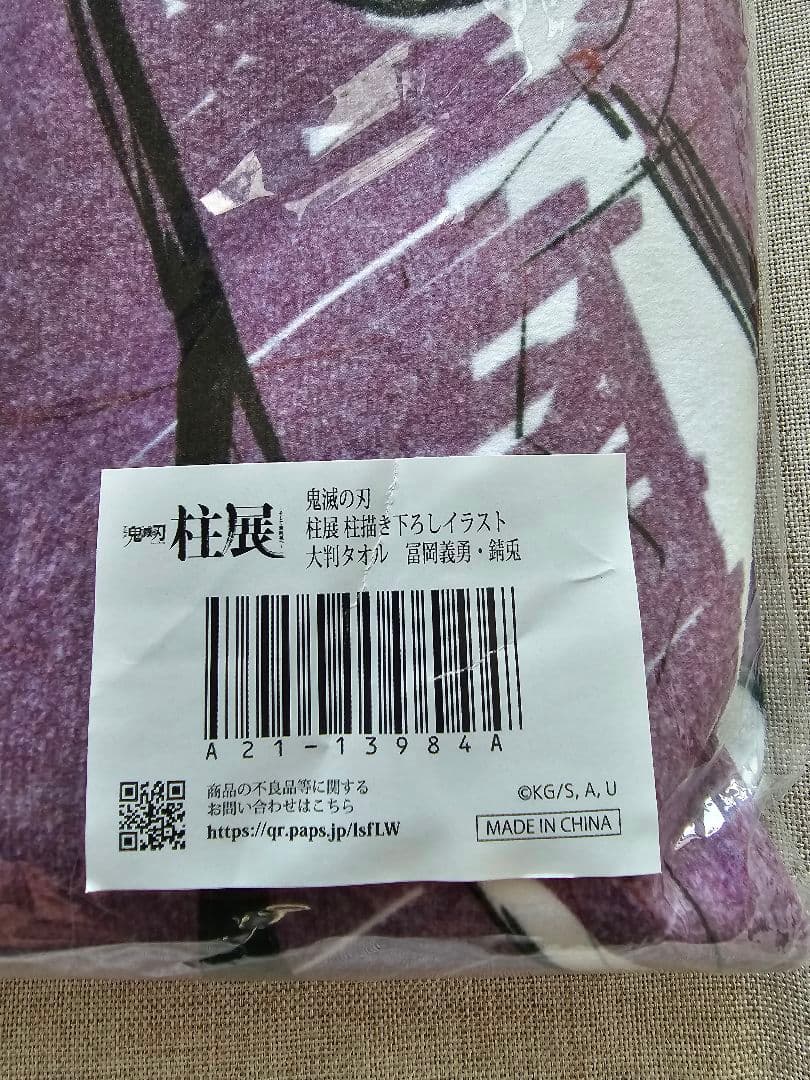 鬼滅の刃
柱展
鬼滅の刃
柱展 柱描き下ろしイラスト
大判タオル 冨岡義勇・錆兎
A21-13984A
商品の不良品等に関する
お問い合わせはこちら
https://qr.paps.jp/lsfLW
©KG/S, A, U
MADE IN CHINA